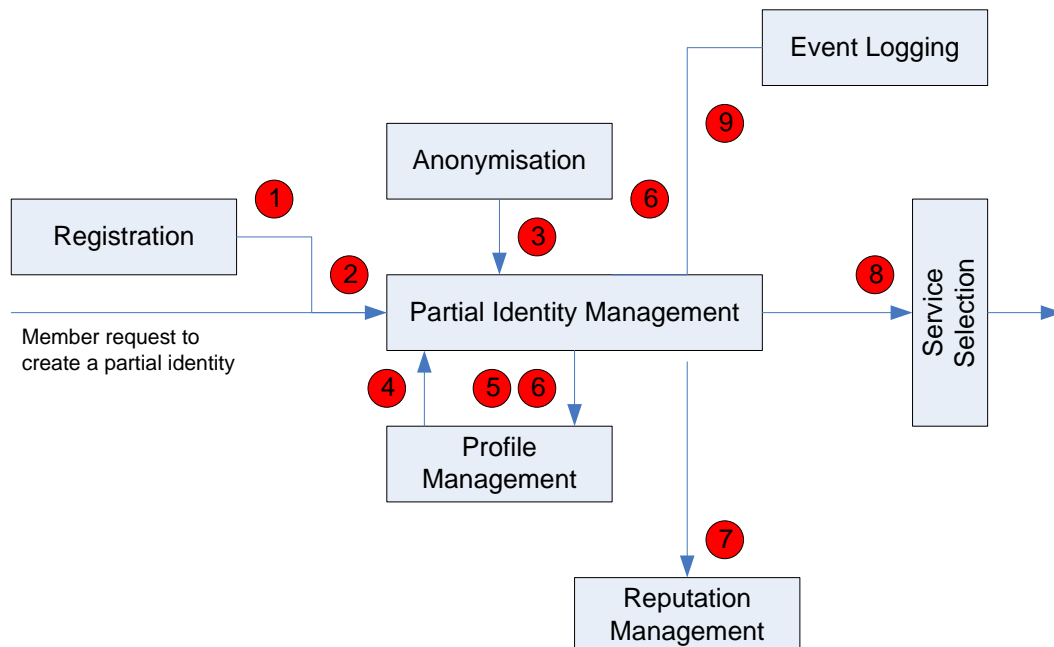 Event Logging
9
Anonymisation
6
1
Registration
3
2
8
Partial Identity Management
Service
Selection
Member request to
create a partial identity
4
5
6
Profile
Management
7
Reputation
Management